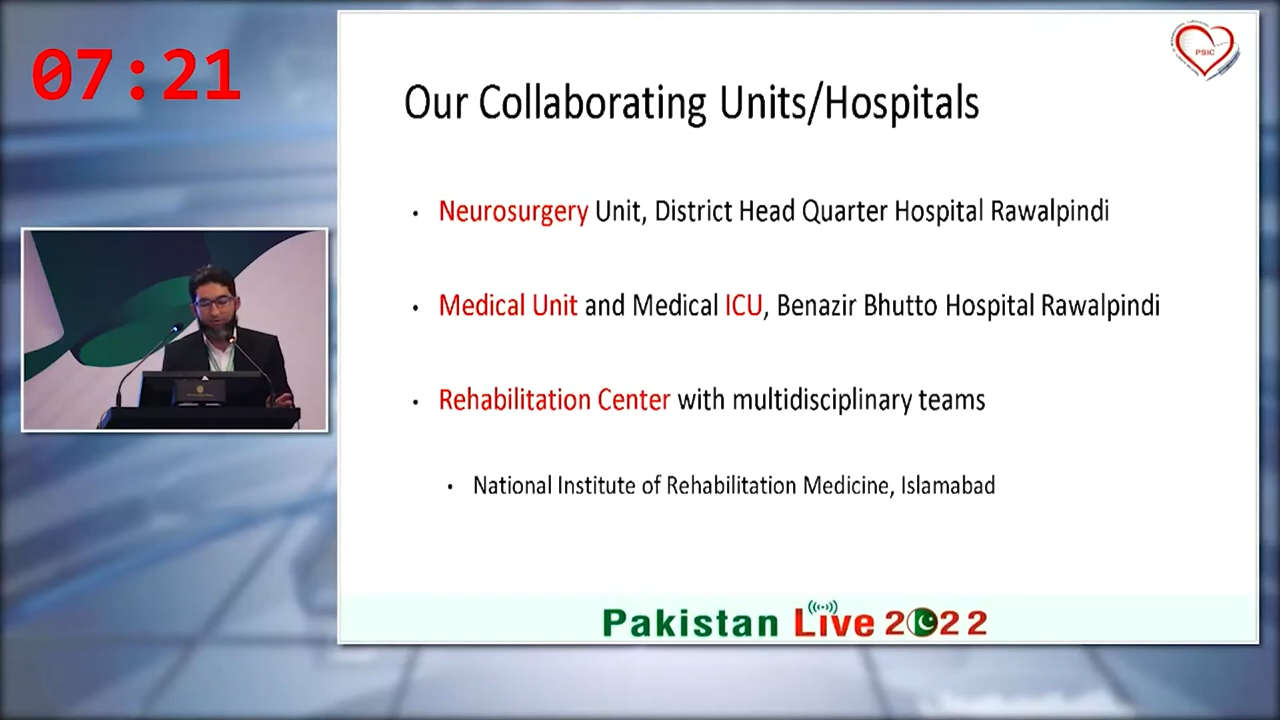 07:21
PSIC
Our Collaborating Units/Hospitals
• Neurosurgery Unit, District Head Quarter Hospital Rawalpindi
• Medical Unit and Medical ICU, Benazir Bhutto Hospital Rawalpindi
• Rehabilitation Center with multidisciplinary teams
• National Institute of Rehabilitation Medicine, Islamabad
Pakistan Live 2022